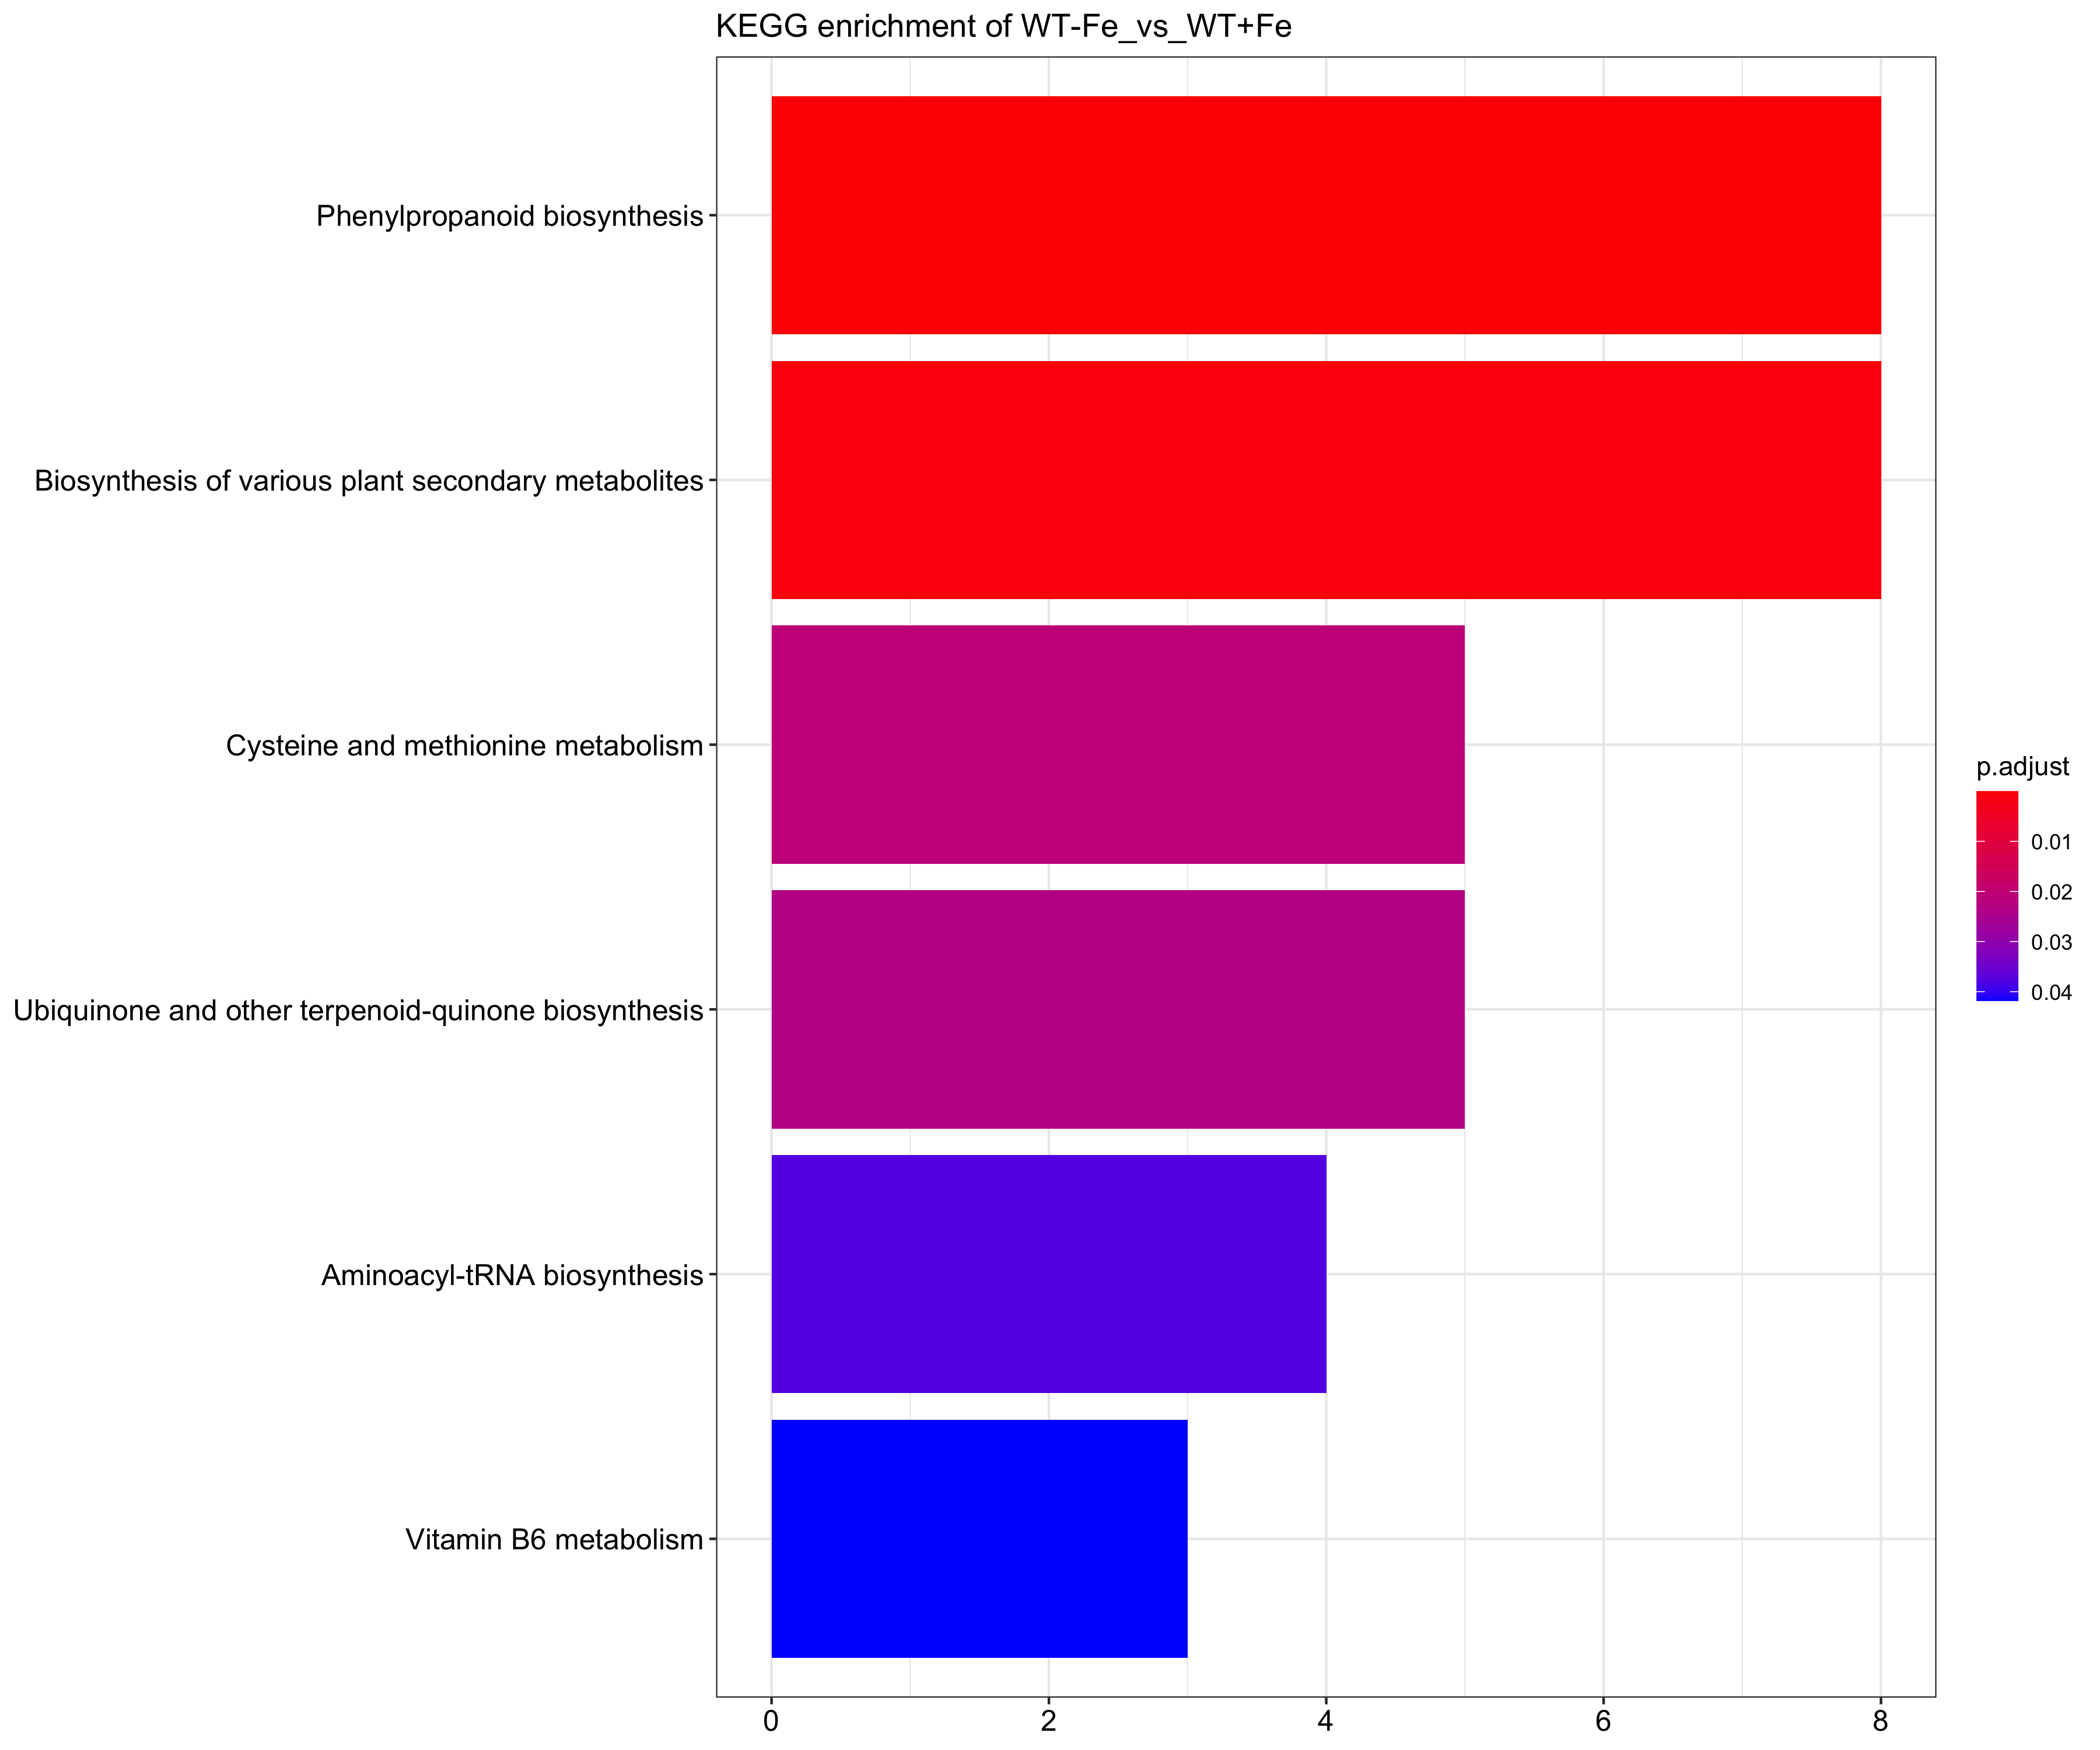 KEGG enrichment of WT-Fe_vs_WT+Fe
Phenylpropanoid biosynthesis
Biosynthesis of various plant secondary metabolites
Cysteine and methionine metabolism
Ubiquinone and other terpenoid-quinone biosynthesis
Aminoacyl-tRNA biosynthesis
Vitamin B6 metabolism
0 2 4 6 8
p.adjust
0.01
0.02
0.03
0.04